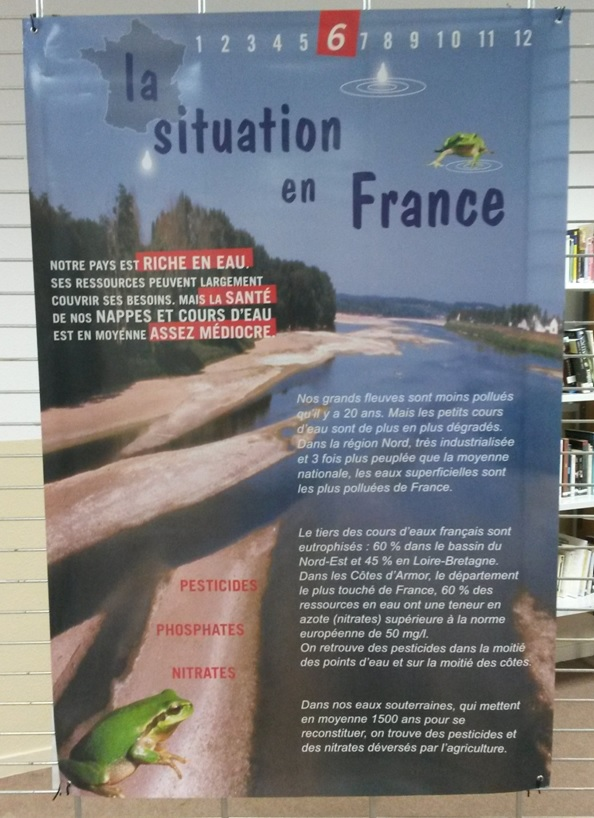 1 2 3 4 5 6 7 8 9 10 11 12
la
situation
en
France
NOTRE PAYS EST RICHE EN EAU.
SES RESSOURCES PEUVENT LARGEMENT
COUVRIR SES BESOINS. MAIS LA SANTÉ
DE NOS NAPPES ET COURS D'EAU
EST EN MOYENNE ASSEZ MÉDIOCRE.
Nos grands fleuves sont moins pollués
qu'il y a 20 ans. Mais les petits cours
d'eau sont de plus en plus dégradés.
Dans la région Nord, très industrialisée
et 3 fois plus peuplée que la moyenne
nationale, les eaux superficielles sont
les plus polluées de France.
Le tiers des cours d'eaux français sont
eutrophisés : 60 % dans le bassin du
Nord-Est et 45 % en Loire-Bretagne.
Dans les Côtes d'Armor, le département
le plus touché de France, 60 % des
ressources en eau ont une teneur en
azote (nitrates) supérieure à la norme
européenne de 50 mg/l.
On retrouve des pesticides dans la moitié
des points d'eau et sur la moitié des côtes.
PESTICIDES
PHOSPHATES
NITRATES
Dans nos eaux souterraines, qui mettent
en moyenne 1500 ans pour se
reconstituer, on trouve des pesticides et
des nitrates déversés par l'agriculture.